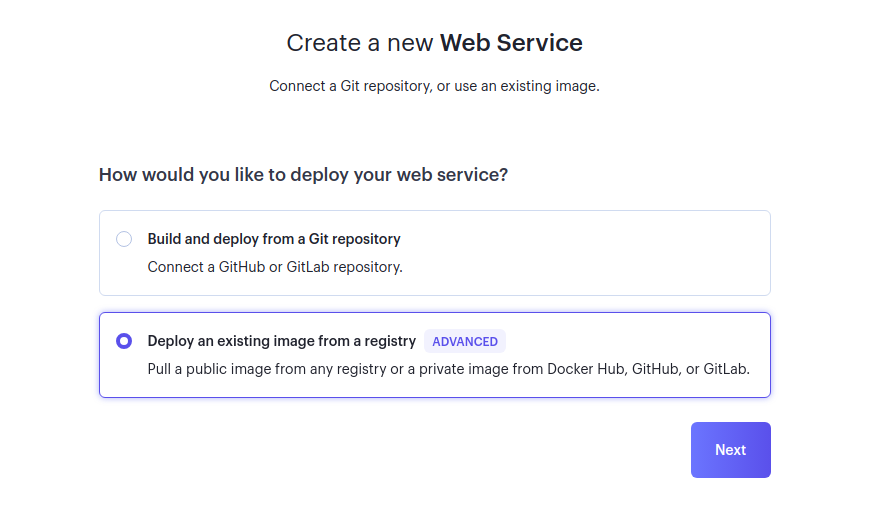 Create a new Web Service
Connect a Git repository, or use an existing image.
How would you like to deploy your web service?
Build and deploy from a Git repository
Connect a GitHub or GitLab repository.
Deploy an existing image from a registry ADVANCED
Pull a public image from any registry or a private image from Docker Hub, GitHub, or GitLab.
Next